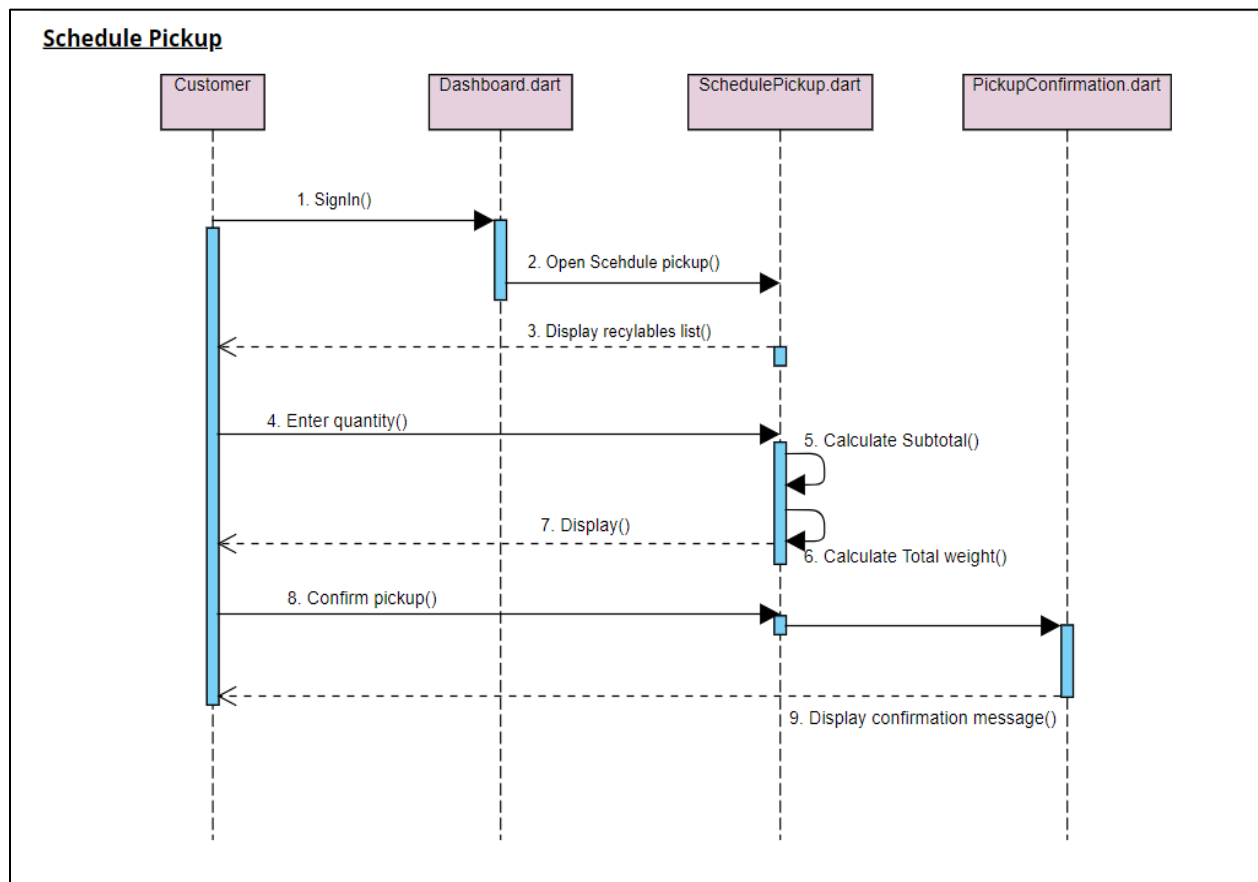 Schedule Pickup
Customer
Dashboard.dart
SchedulePickup.dart
PickupConfirmation.dart
1. SignIn()
2. Open Scehdule pickup()
3. Display recylables list()
4. Enter quantity()
5. Calculate Subtotal()
7. Display()
6. Calculate Total weight()
8. Confirm pickup()
9. Display confirmation message()